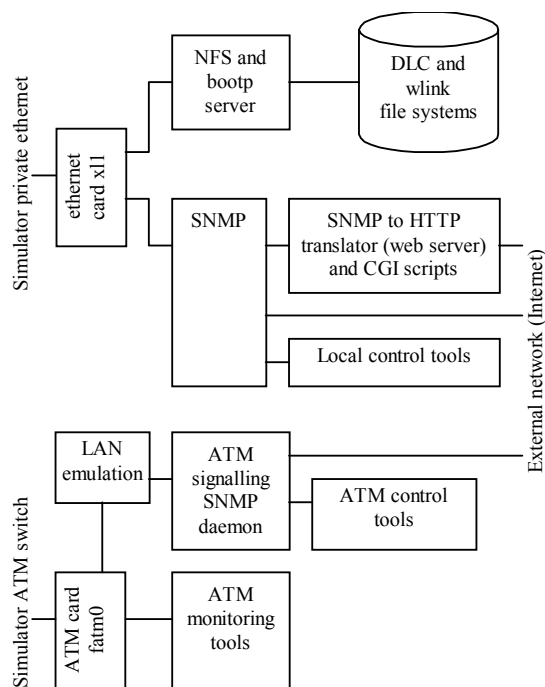 Simulator private ethernet
ethernet
card xl1
NFS and
bootp
server
DLC and
wlink
file systems
SNMP
SNMP to HTTP
translator (web server)
and CGI scripts
Local control tools
External network (Internet)
LAN
emulation
ATM
signalling
SNMP
daemon
ATM control
tools
Simulator ATM switch
ATM card
fatm0
ATM
monitoring
tools